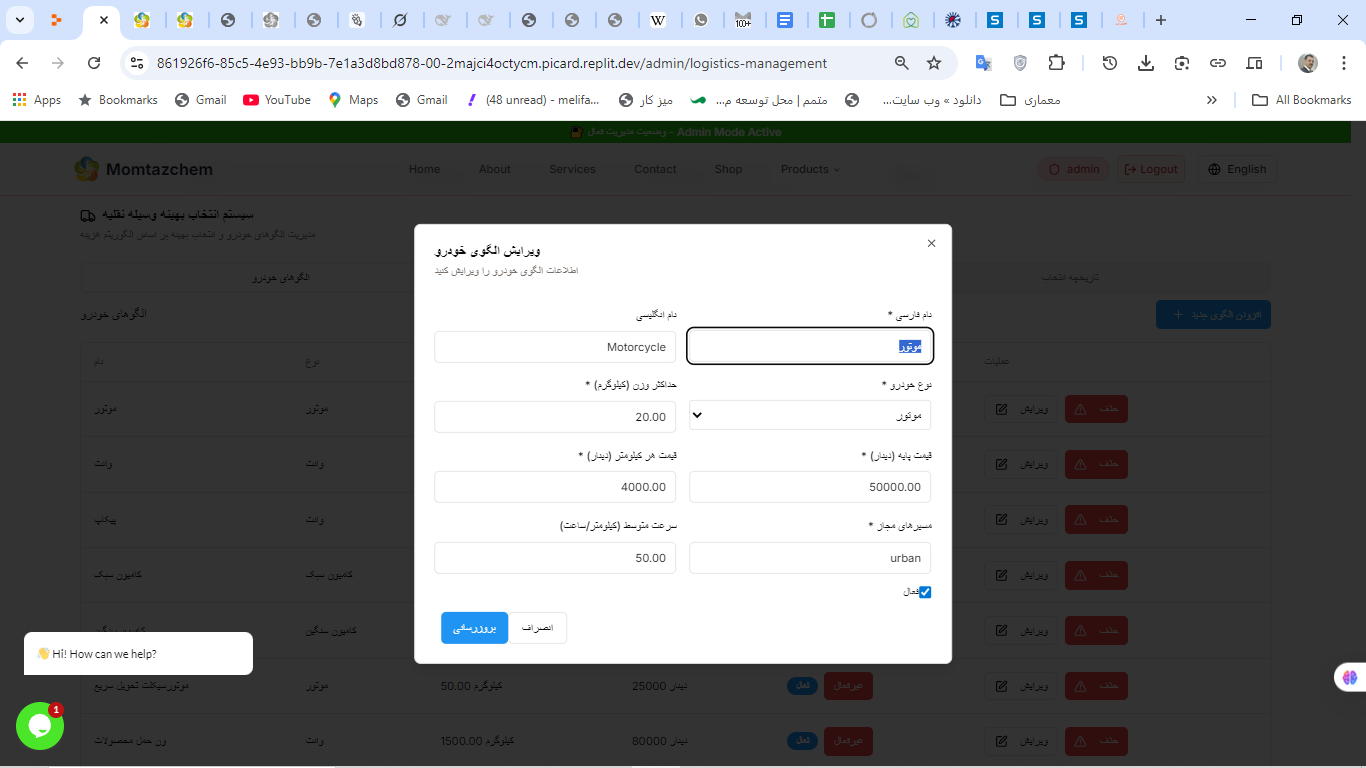 861926f6-85c5-4e93-bb9b-7e1a3d8bd878-00-2majci4octycm.picard.replit.dev/admin/logistics-management
Apps
Bookmarks
Gmail
YouTube
Maps
Gmail
(48 unread) - melifa...
میز کار
متمم | محل توسعه م...
دانلود » وب سایت...
معماری
»
All Bookmarks
وضعیت مدیریت فعال - Admin Mode Active
Momtazchem
Home
About
Services
Contact
Shop
Products
admin
Logout
English
سیستم انتخاب بهینه وسیله نقلیه
مدیریت الگوهای خودرو و انتخاب بهینه بر اساس الگوریتم هزینه
الگوهای خودرو
تاریخچه انتخاب
الگوهای خودرو
افزودن الگوی جدید
نام
نوع
عملیات
موتور
موتور
ویرایش
حذف
وانت
وانت
ویرایش
حذف
پیکاپ
وانت
ویرایش
حذف
کامیون سبک
کامیون سبک
ویرایش
حذف
کامیون سنگین
کامیون سنگین
ویرایش
حذف
موتورسیکلت تحویل سریع
موتور
50.00 کیلوگرم
25000 دینار
فعال
غیرفعال
ویرایش
حذف
ون حمل محصولات
وانت
1500.00 کیلوگرم
80000 دینار
فعال
غیرفعال
ویرایش
حذف
ویرایش الگوی خودرو
اطلاعات الگوی خودرو را ویرایش کنید
نام فارسی *
نام انگلیسی
موتور
Motorcycle
نوع خودرو *
حداکثر وزن (کیلوگرم) *
موتور
20.00
قیمت پایه (دینار) *
قیمت هر کیلومتر (دینار) *
50000.00
4000.00
مسیرهای مجاز *
سرعت متوسط (کیلومتر/ساعت)
urban
50.00
فعال
انصراف
بروزرسانی
Hi! How can we help?
1
100+